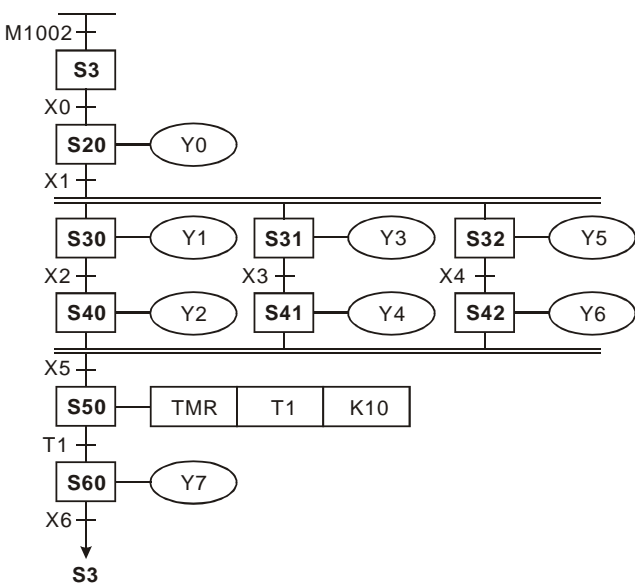 M1002
S3
X0
S20 Y0
X1
S30 Y1 S31 Y3 S32 Y5
X2 X3 X4
S40 Y2 S41 Y4 S42 Y6
X5
S50 TMR T1 K10
T1
S60 Y7
X6
S3